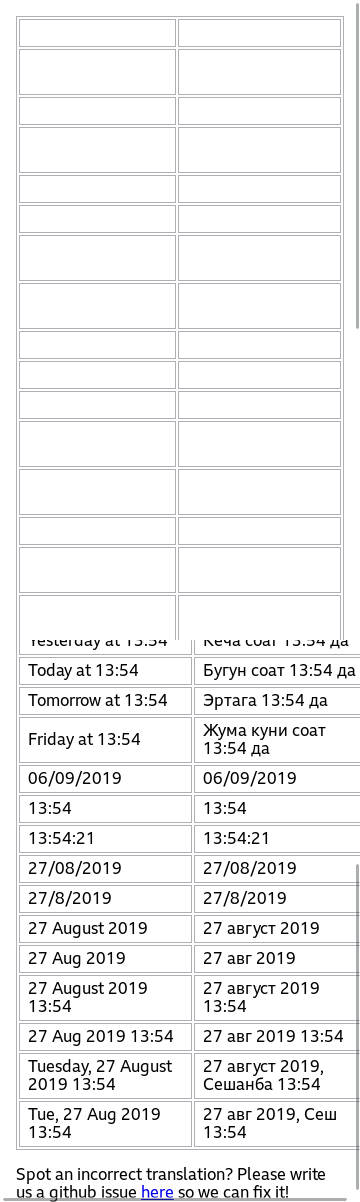 Yesterday at 13:54 Кеча соат 13:54 да
Today at 13:54 Бугун соат 13:54 да
Tomorrow at 13:54 Эртага 13:54 да
Friday at 13:54 Жума куни соат
13:54 да
06/09/2019 06/09/2019
13:54 13:54
13:54:21 13:54:21
27/08/2019 27/08/2019
27/8/2019 27/8/2019
27 August 2019 27 август 2019
27 Aug 2019 27 авг 2019
27 August 2019
13:54
27 август 2019
13:54
27 Aug 2019 13:54 27 авг 2019 13:54
Tuesday, 27 August
2019 13:54
27 август 2019,
Сешанба 13:54
Tue, 27 Aug 2019
13:54
27 авг 2019, Сеш
13:54
Spot an incorrect translation? Please write
us a github issue here so we can fix it!